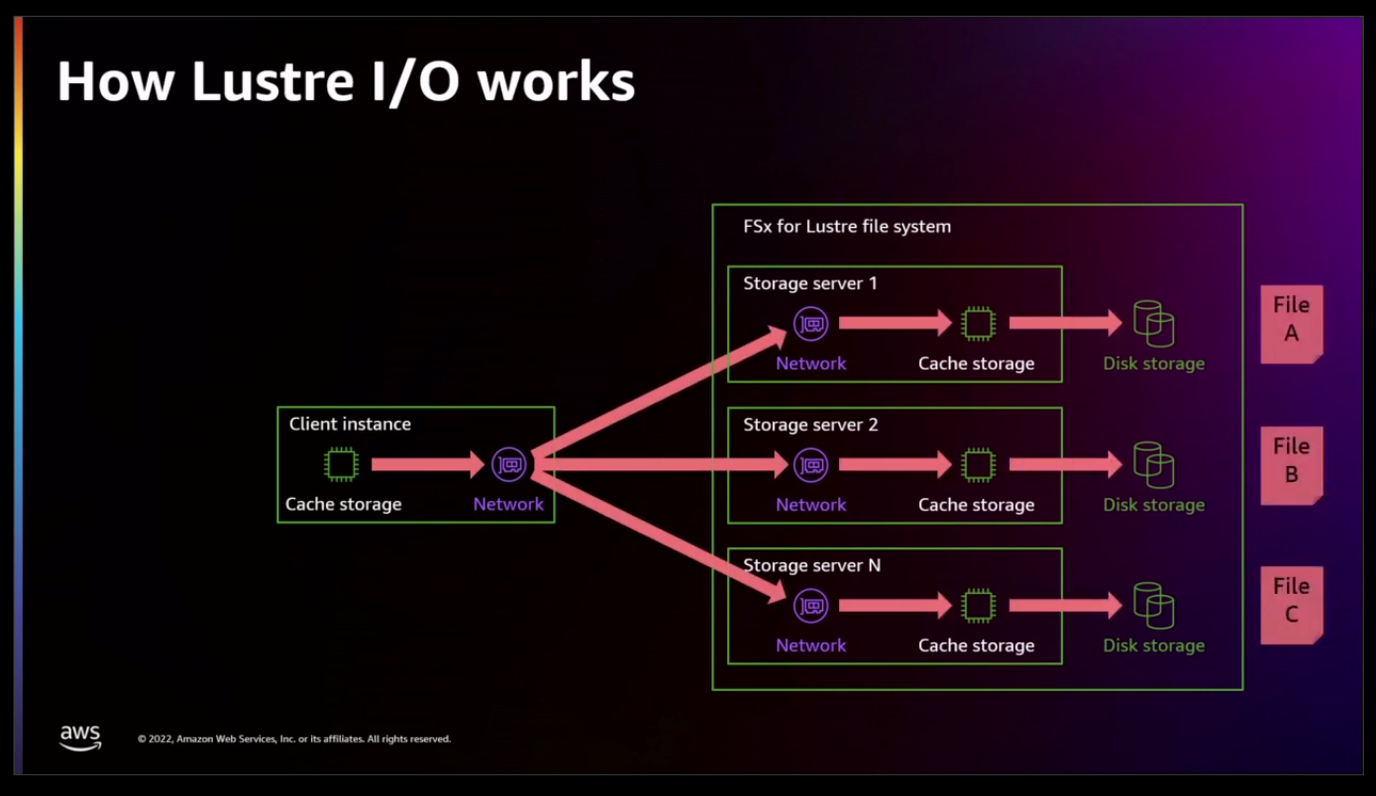 How Lustre I/O works
FSx for Lustre file system
Storage server 1
Network
Cache storage
Disk storage
File
A
Client instance
Cache storage
Network
Storage server 2
Network
Cache storage
Disk storage
File
B
Storage server N
Network
Cache storage
Disk storage
File
C
aws
© 2022, Amazon Web Services, Inc. or its affiliates. All rights reserved.